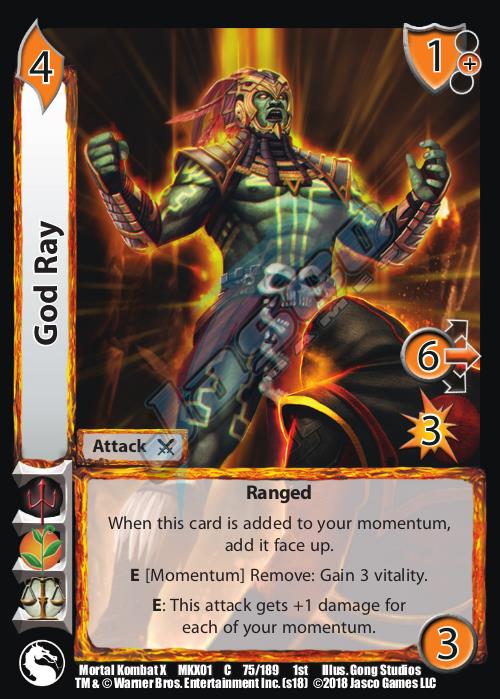 4
1
+
God Ray
6
3
Attack
Ranged
When this card is added to your momentum,
add it face up.
E [Momentum] Remove: Gain 3 vitality.
E: This attack gets +1 damage for
each of your momentum.
3
Mortal Kombat X MKX01 C 75/189 1st Illus. Gong Studios
TM & © Warner Bros. Entertainment Inc. (s18) ©2018 Jasco Games LLC